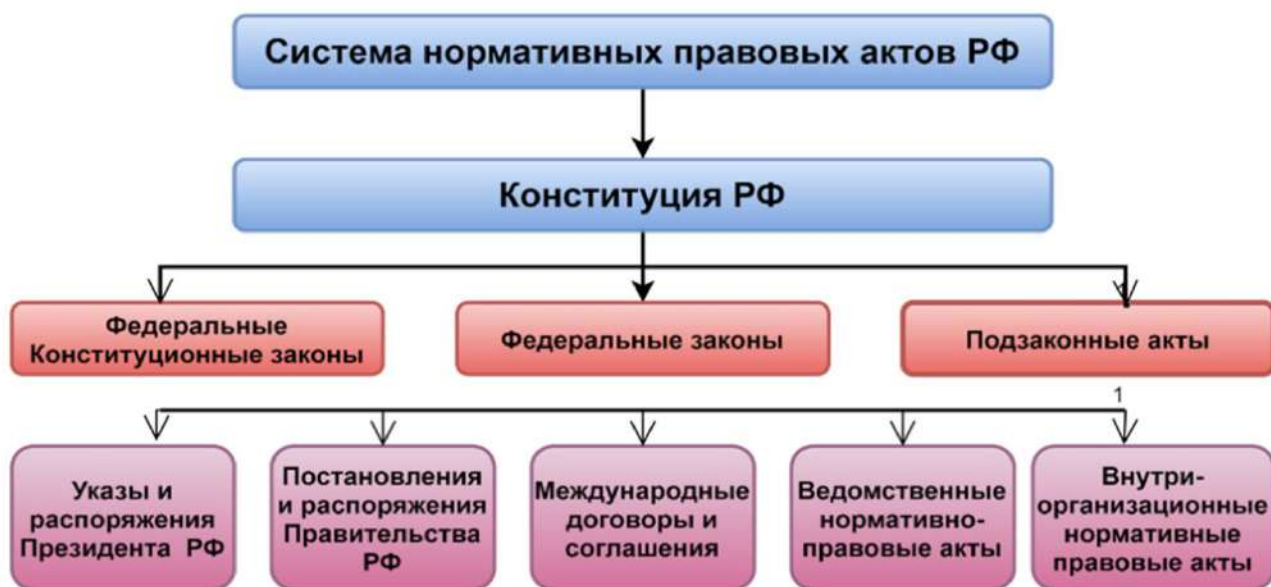 Система нормативных правовых актов РФ
Конституция РФ
Федеральные
Конституционные законы
Федеральные законы
Подзаконные акты
1
Указы и
распоряжения
Президента РФ
Постановления
и распоряжения
Правительства
РФ
Международные
договоры и
соглашения
Ведомственные
нормативно-
правовые акты
Внутри-
организационные
нормативные
правовые акты